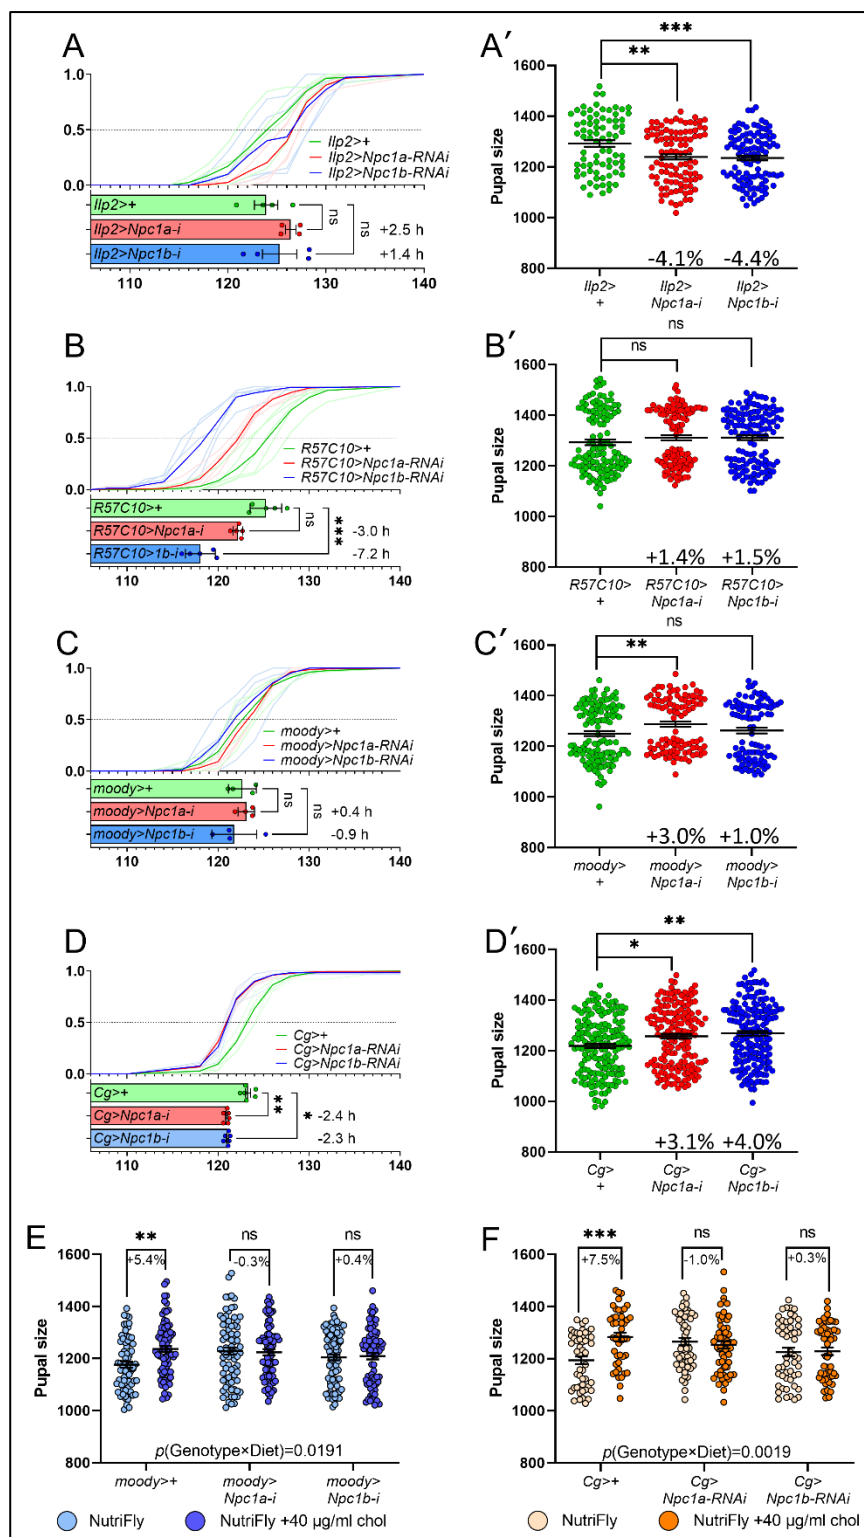 A
1.0
0.5
0.0
Ilp2>+
Ilp2>Npc1a-RNAi
Ilp2>Npc1b-RNAi
Ilp2>+
Ilp2>Npc1a-i
Ilp2>Npc1b-i
ns
ns
+2.5 h
+1.4 h
110 120 130 140
A′
Pupal size
1600
1400
1200
1000
800
***
**
-4.1% -4.4%
Ilp2> Ilp2> Ilp2>
+ Npc1a-i Npc1b-i
B
1.0
0.5
0.0
R57C10>+
R57C10>Npc1a-RNAi
R57C10>Npc1b-RNAi
R57C10>+
R57C10>Npc1a-i
R57C10>1b-i
ns
***
-3.0 h
-7.2 h
110 120 130 140
B′
Pupal size
1600
1400
1200
1000
800
ns
ns
+1.4% +1.5%
R57C10> R57C10> R57C10>
+ Npc1a-i Npc1b-i
C
1.0
0.5
0.0
moody>+
moody>Npc1a-RNAi
moody>Npc1b-RNAi
moody>+
moody>Npc1a-i
moody>Npc1b-i
ns
ns
+0.4 h
-0.9 h
110 120 130 140
C′
Pupal size
1600
1400
1200
1000
800
ns
**
+3.0% +1.0%
moody> moody> moody>
+ Npc1a-i Npc1b-i
D
1.0
0.5
0.0
Cg>+
Cg>Npc1a-RNAi
Cg>Npc1b-RNAi
Cg>+
Cg>Npc1a-i
Cg>Npc1b-i
**
*
-2.4 h
-2.3 h
110 120 130 140
D′
Pupal size
1600
1400
1200
1000
800
**
*
+3.1% +4.0%
Cg> Cg> Cg>
+ Npc1a-i Npc1b-i
E
Pupal size
1600
1400
1200
1000
800
** ns ns
+5.4% -0.3% +0.4%
p(Genotype×Diet)=0.0191
moody>+ moody> moody>
Npc1a-i Npc1b-i
NutriFly NutriFly +40 µg/ml chol
F
Pupal size
1600
1400
1200
1000
800
*** ns ns
+7.5% -1.0% +0.3%
p(Genotype×Diet)=0.0019
Cg>+ Cg> Cg>
Npc1a-RNAi Npc1b-RNAi
NutriFly NutriFly +40 µg/ml chol